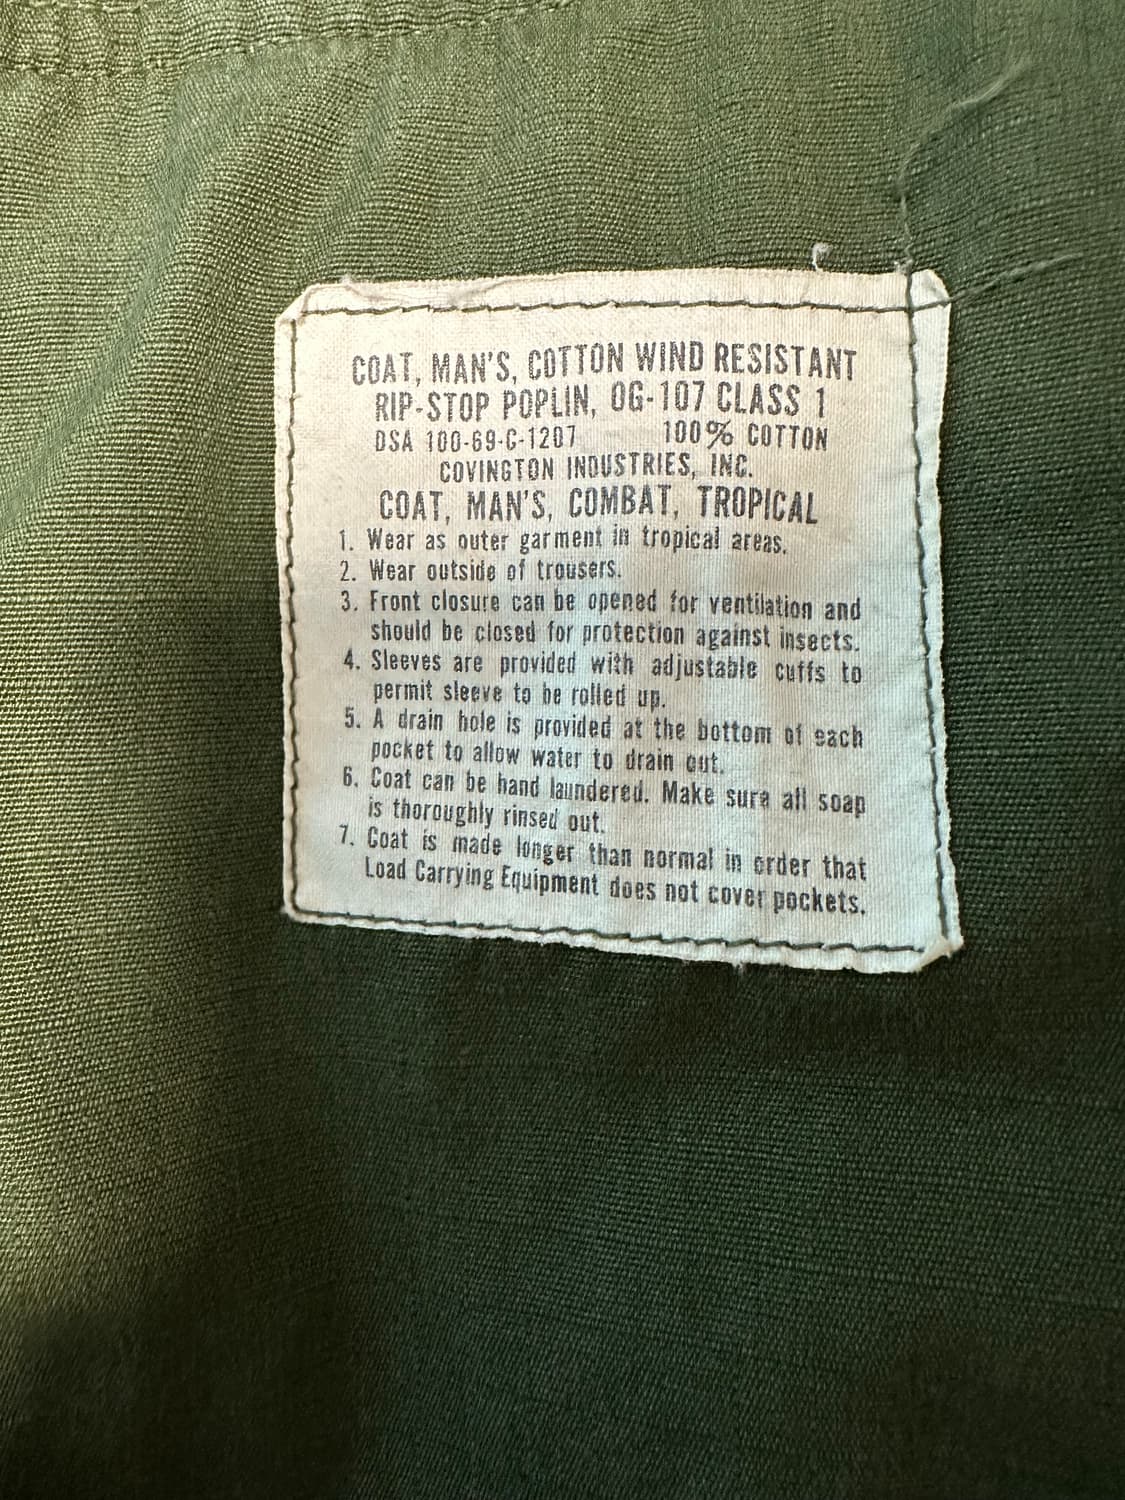 COAT, MAN'S, COTTON WIND RESISTANT
RIP-STOP POPLIN, OG-107 CLASS 1
DSA 100-69-C-1207 100% COTTON
COVINGTON INDUSTRIES, INC.
COAT, MAN'S, COMBAT, TROPICAL
1. Wear as outer garment in tropical areas.
2. Wear outside of trousers.
3. Front closure can be opened for ventilation and
should be closed for protection against insects.
4. Sleeves are provided with adjustable cuffs to
permit sleeve to be rolled up.
5. A drain hole is provided at the bottom of each
pocket to allow water to drain out.
6. Coat can be hand laundered. Make sure all soap
is thoroughly rinsed out.
7. Coat is made longer than normal in order that
Load Carrying Equipment does not cover pockets.